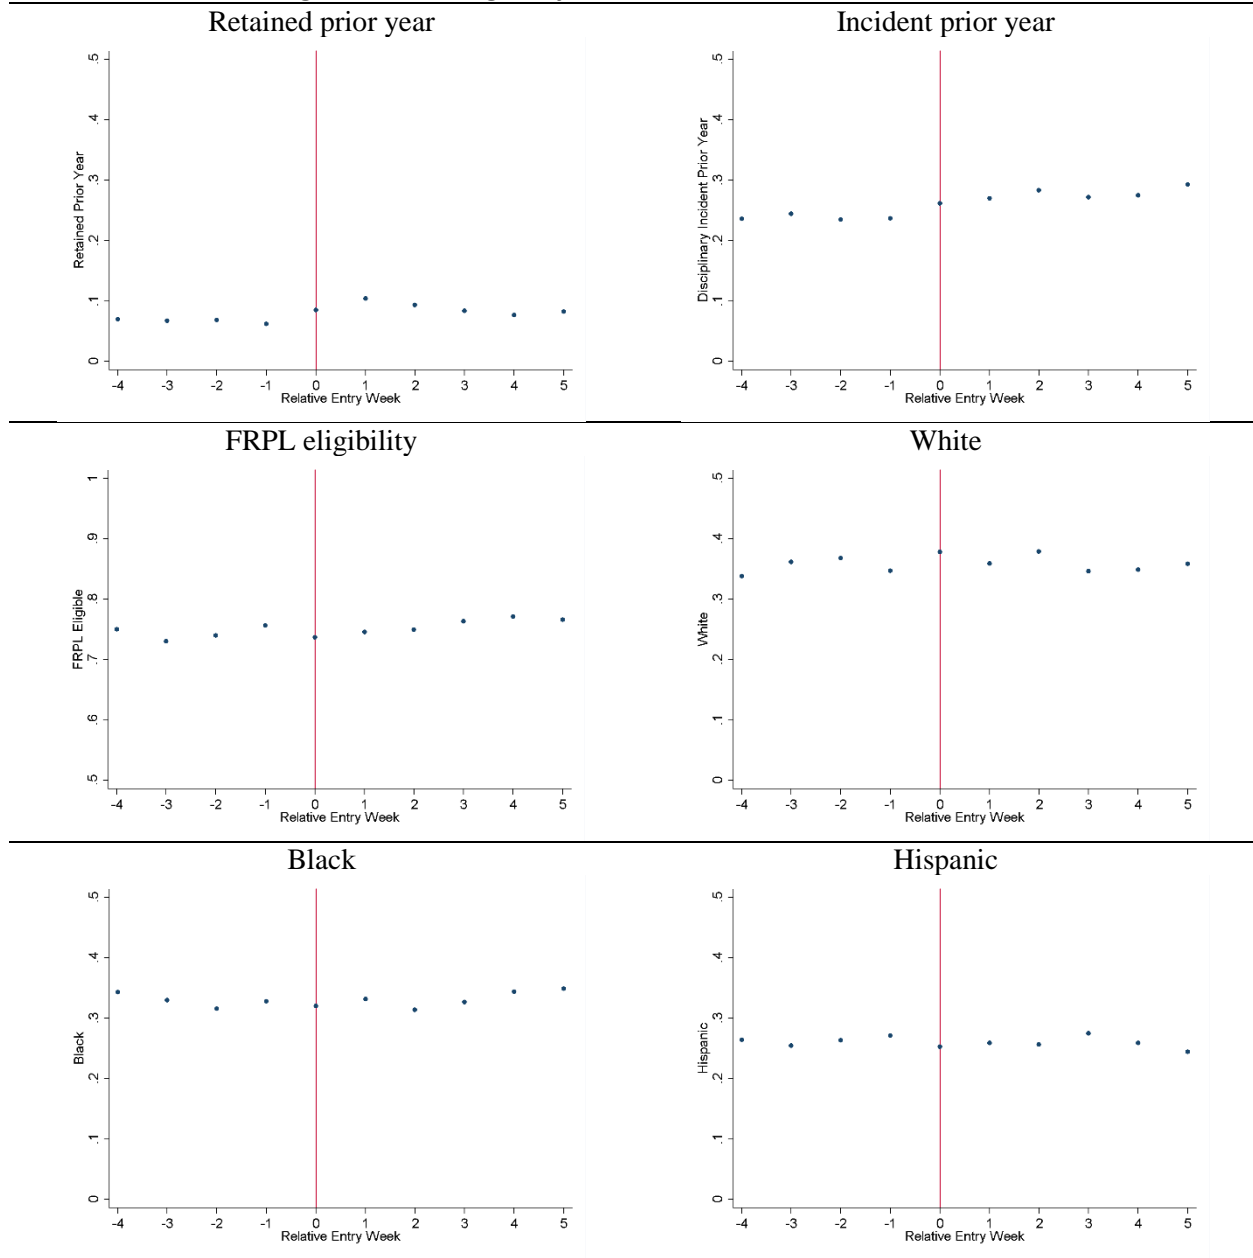 Retained prior year
Incident prior year
Retained Prior Year
.5
.4
.3
.2
.1
0
-4 -3 -2 -1 0 1 2 3 4 5
Relative Entry Week
Disciplinary Incident Prior Year
.5
.4
.3
.2
.1
0
-4 -3 -2 -1 0 1 2 3 4 5
Relative Entry Week
FRPL eligibility
White
FRPL Eligible
1
.9
.8
.7
.6
.5
-4 -3 -2 -1 0 1 2 3 4 5
Relative Entry Week
White
.5
.4
.3
.2
.1
0
-4 -3 -2 -1 0 1 2 3 4 5
Relative Entry Week
Black
Hispanic
Black
.5
.4
.3
.2
.1
0
-4 -3 -2 -1 0 1 2 3 4 5
Relative Entry Week
Hispanic
.5
.4
.3
.2
.1
0
-4 -3 -2 -1 0 1 2 3 4 5
Relative Entry Week